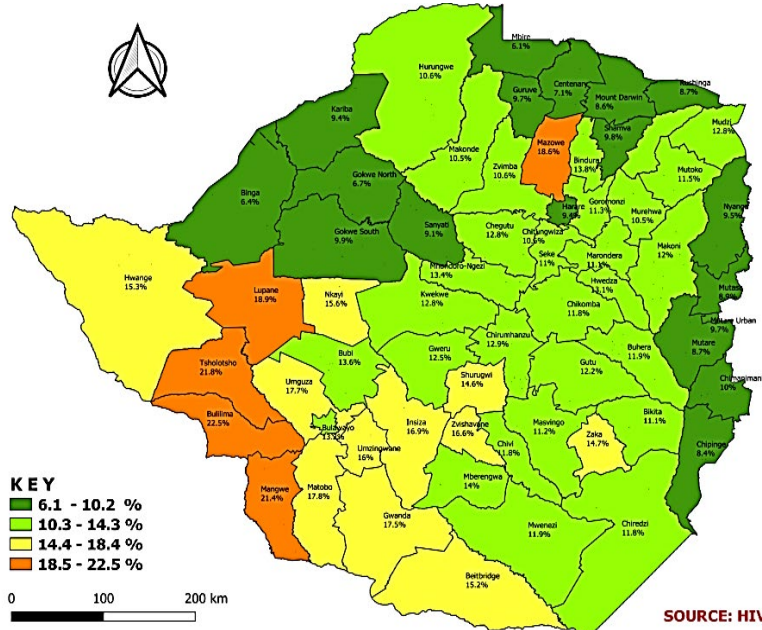 Mbire
6.1%
Hurungwe
10.6%
Centenary
7.1%
Guruve
9.7%
Mount Darwin
8.6%
Rushinga
8.7%
Kariba
9.4%
Shamva
9.8%
Mudzi
12.8%
Mazowe
18.6%
Makonde
10.5%
Zvimba
10.6%
Bindura
13.8%
Mutoko
11.5%
Gokwe North
6.7%
Binga
6.4%
Harare
9.4%
Goromonzi
11.3%
Murehwa
10.5%
Nyanga
9.5%
Gokwe South
9.9%
Sanyati
9.1%
Chegutu
12.8%
Chitungwiza
10.6%
Seke
11%
Marondera
11.1%
Makoni
12%
Hwange
15.3%
Mhondoro-Ngezi
13.4%
Hwedza
13.1%
Lupane
18.9%
Nkayi
15.6%
Kwekwe
12.8%
Chikomba
11.8%
Mutasa
8.9%
Mutare Urban
9.7%
Mutare
8.7%
Tsholotsho
21.8%
Bubi
13.6%
Gweru
12.5%
Chirumhanzu
12.9%
Buhera
11.9%
Gutu
12.2%
Umguza
17.7%
Shurugwi
14.6%
Chimanimani
10%
Bulilima
22.5%
Bulawayo
Insiza
16.9%
Zvishavane
16.6%
Masvingo
11.2%
Bikita
11.1%
Umzingwane
16%
Chivi
11.8%
Zaka
14.7%
Chipinge
8.4%
Mangwe
21.4%
Matobo
17.8%
Mberengwa
14%
Gwanda
17.5%
Mwenezi
11.9%
Chiredzi
11.8%
Beitbridge
15.2%
KEY
6.1 - 10.2 %
10.3 - 14.3 %
14.4 - 18.4 %
18.5 - 22.5 %
0 100 200 km
SOURCE: HIV